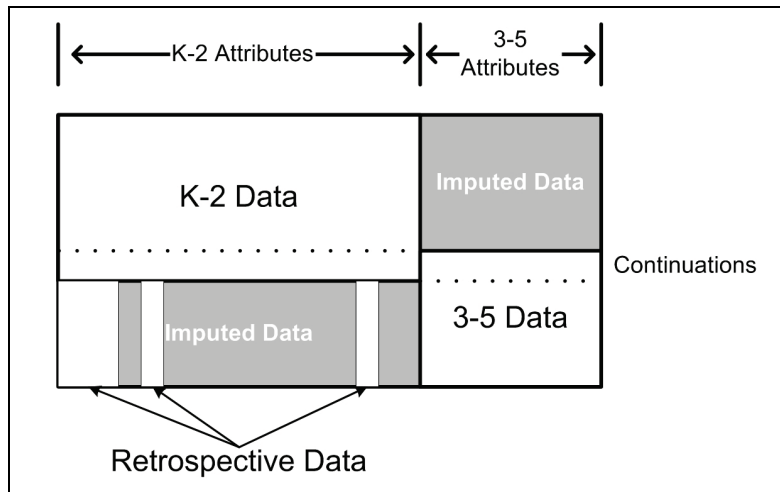 K-2 Attributes
3-5
Attributes
K-2 Data
Imputed Data
Continuations
Imputed Data
3-5 Data
Retrospective Data